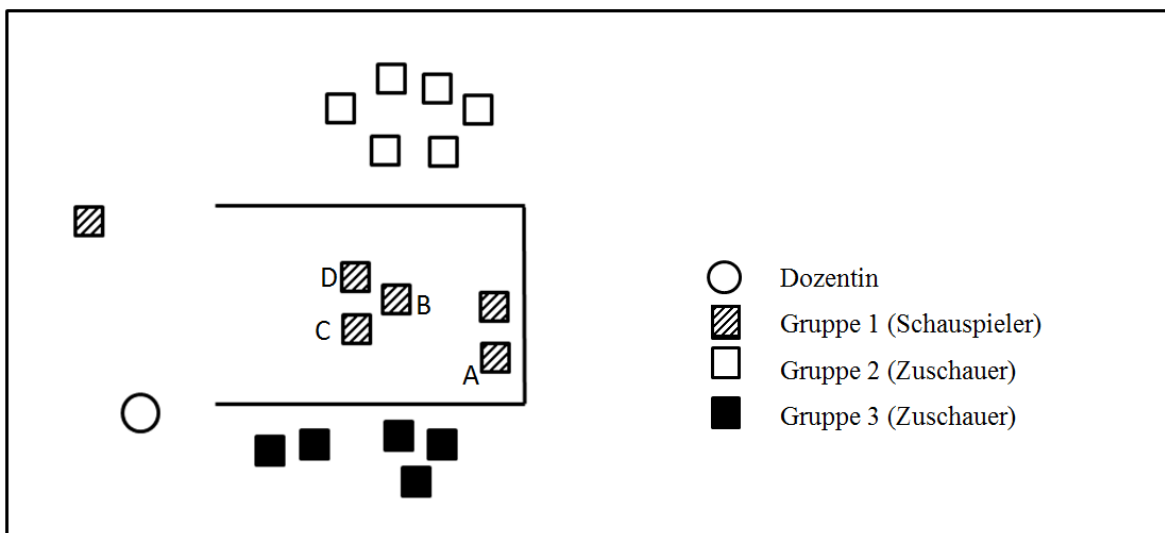 D
B
C
A
Dozentin
Gruppe 1 (Schauspieler)
Gruppe 2 (Zuschauer)
Gruppe 3 (Zuschauer)